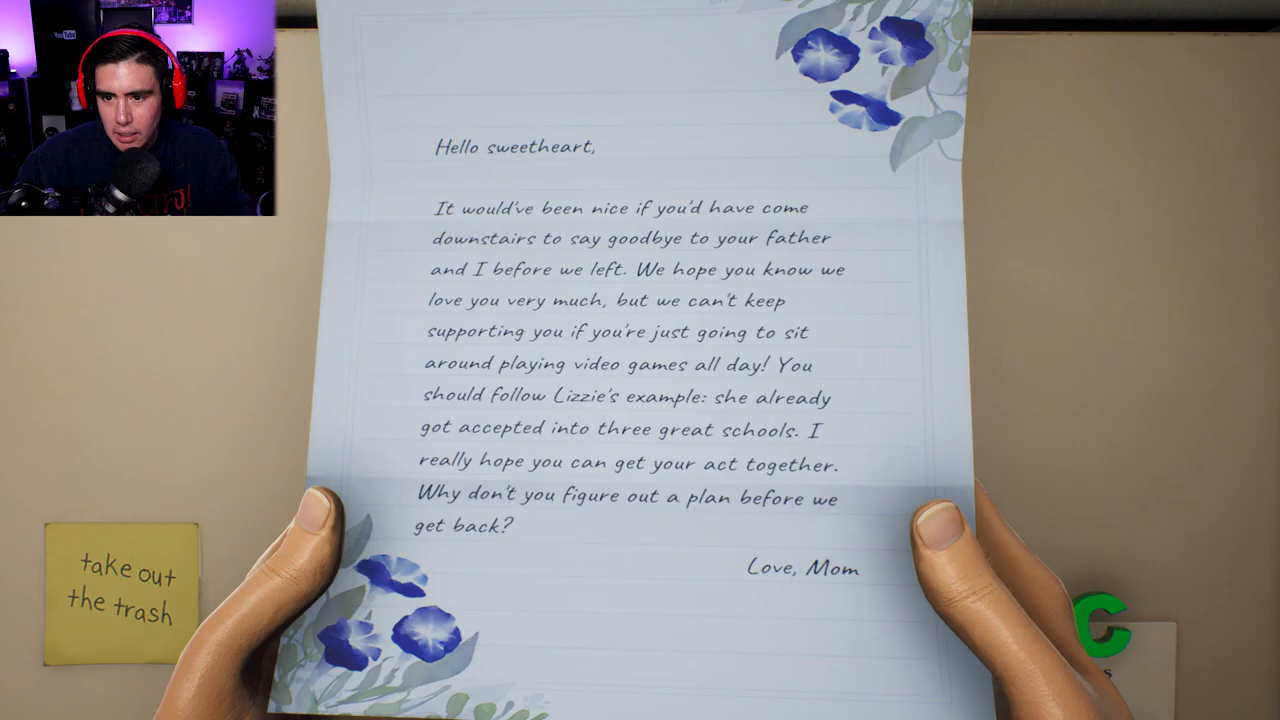 YouTube
Hello sweetheart,
It would've been nice if you'd have come
downstairs to say goodbye to your father
and I before we left. We hope you know we
love you very much, but we can't keep
supporting you if you're just going to sit
around playing video games all day! You
should follow Lizzie's example: she already
got accepted into three great schools. I
really hope you can get your act together.
Why don't you figure out a plan before we
get back?
Love, Mom
take out
the trash
C